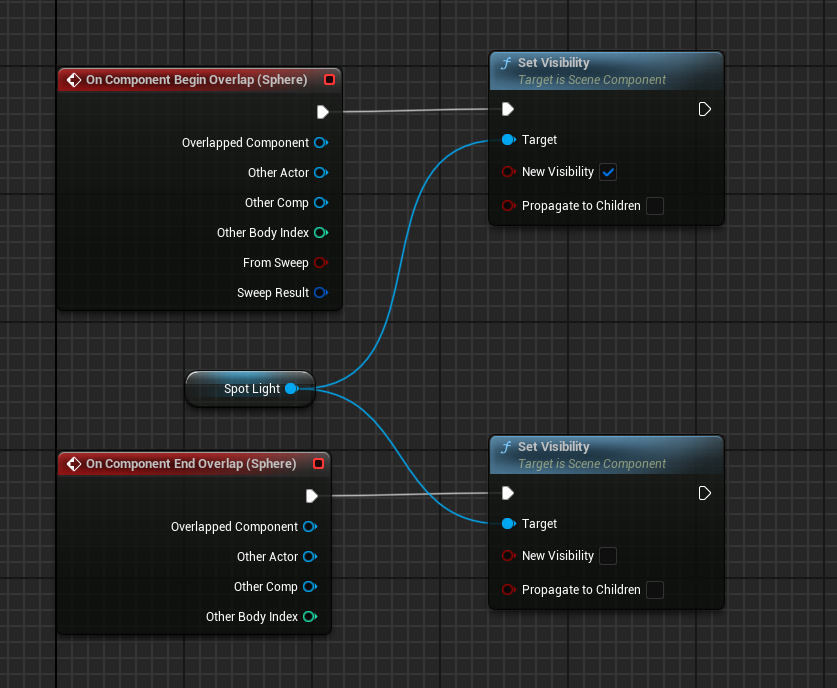 On Component Begin Overlap (Sphere)
Overlapped Component
Other Actor
Other Comp
Other Body Index
From Sweep
Sweep Result
f Set Visibility
Target is Scene Component
Target
New Visibility
Propagate to Children
Spot Light
On Component End Overlap (Sphere)
Overlapped Component
Other Actor
Other Comp
Other Body Index
f Set Visibility
Target is Scene Component
Target
New Visibility
Propagate to Children